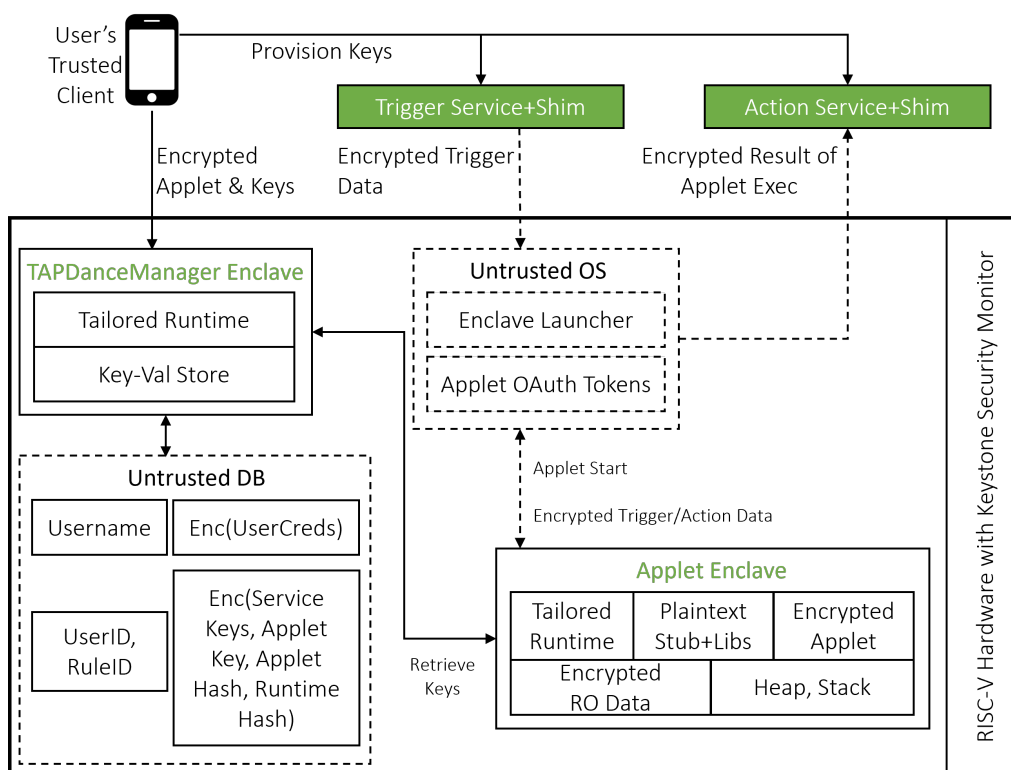 User's
Trusted
Client
Provision Keys
Trigger Service+Shim
Action Service+Shim
Encrypted
Applet & Keys
Encrypted Trigger
Data
Encrypted Result of
Applet Exec
TAPDanceManager Enclave
Tailored Runtime
Key-Val Store
Untrusted OS
Enclave Launcher
Applet OAuth Tokens
RISC-V Hardware with Keystone Security Monitor
Untrusted DB
Username
Enc(UserCreds)
UserID,
RuleID
Enc(Service
Keys, Applet
Key, Applet
Hash, Runtime
Hash)
Applet Start
Encrypted Trigger/Action Data
Retrieve
Keys
Applet Enclave
Tailored
Runtime
Plaintext
Stub+Libs
Encrypted
Applet
Encrypted
RO Data
Heap, Stack